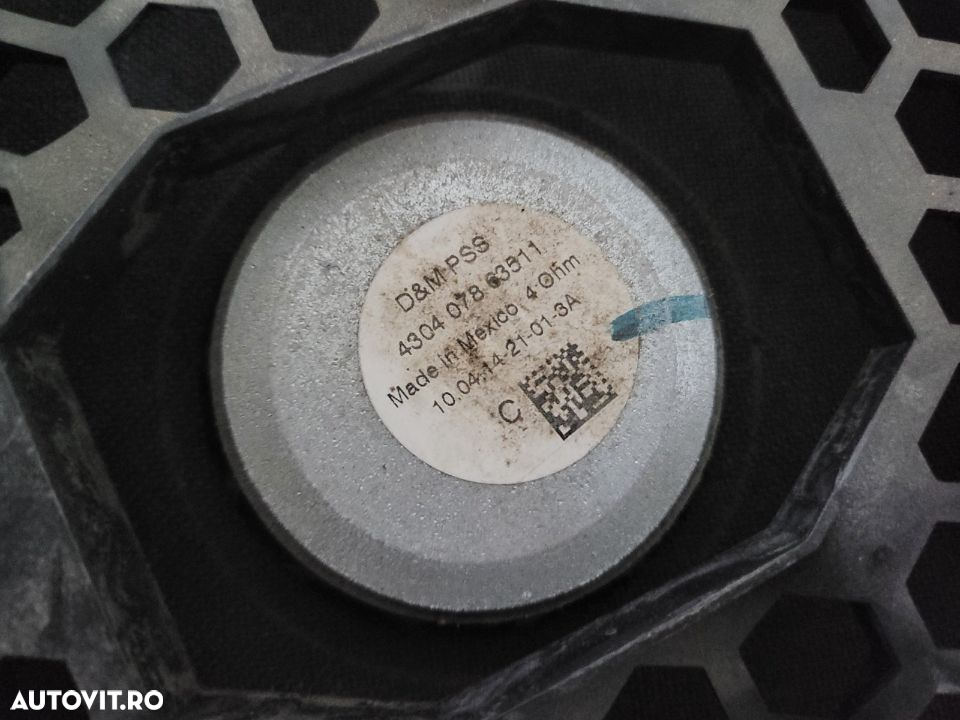 D&M PSS
4304 078 63511
Made in Mexico, 4 Ohm
10.04.14-21-01-3A
C
AUTOVIT.RO